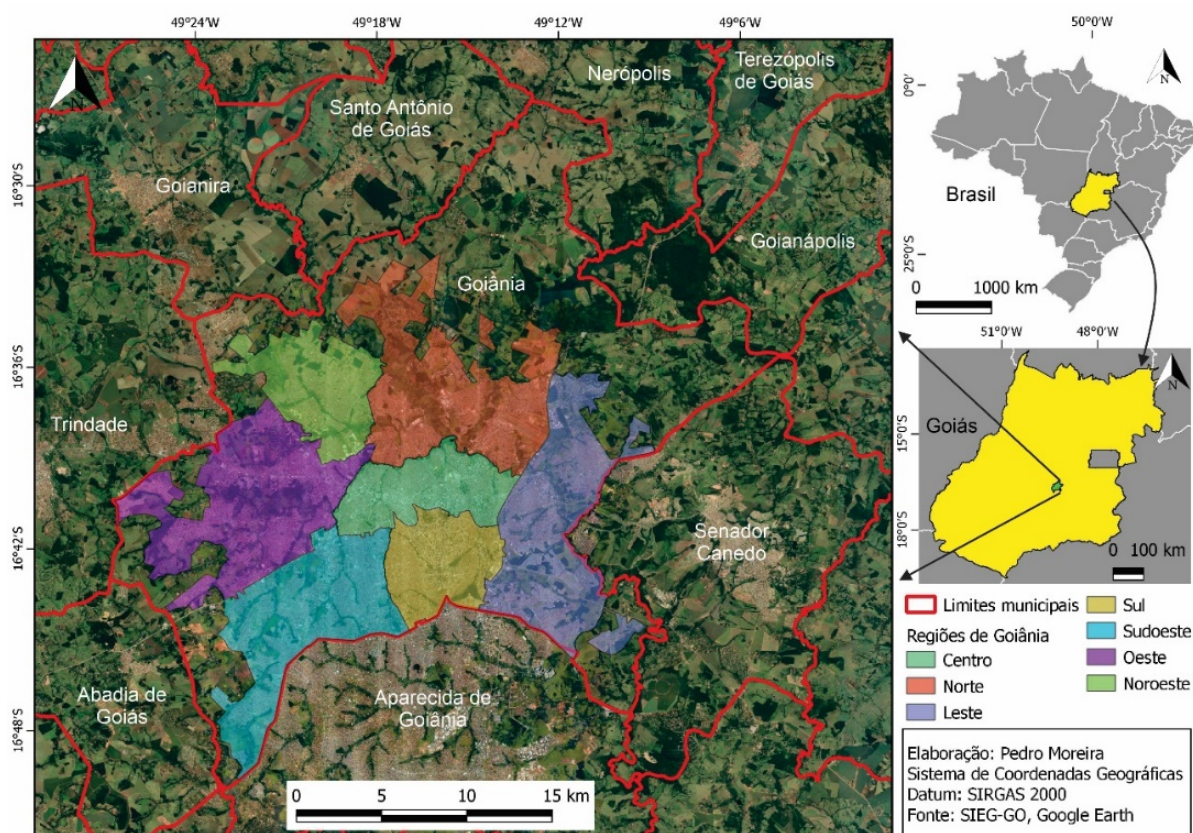 49°24'W
49°18'W
49°12'W
49°6'W
16°30'S
16°36'S
16°42'S
16°48'S
N
Nerópolis
Terezópolis
de Goiás
Santo Antônio
de Goiás
Goianira
Goianápolis
Goiânia
Trindade
Senador
Canedo
Abadia de
Goiás
Aparecida de
Goiânia
0 5 10 15 km
50°0'W
0°0'
25°0'S
N
Brasil
0 1000 km
51°0'W
48°0'W
15°0'S
18°0'S
N
Goiás
0 100 km
Limites municipais
Regiões de Goiânia
Centro
Norte
Leste
Sul
Sudoeste
Oeste
Noroeste
Elaboração: Pedro Moreira
Sistema de Coordenadas Geográficas
Datum: SIRGAS 2000
Fonte: SIEG-GO, Google Earth